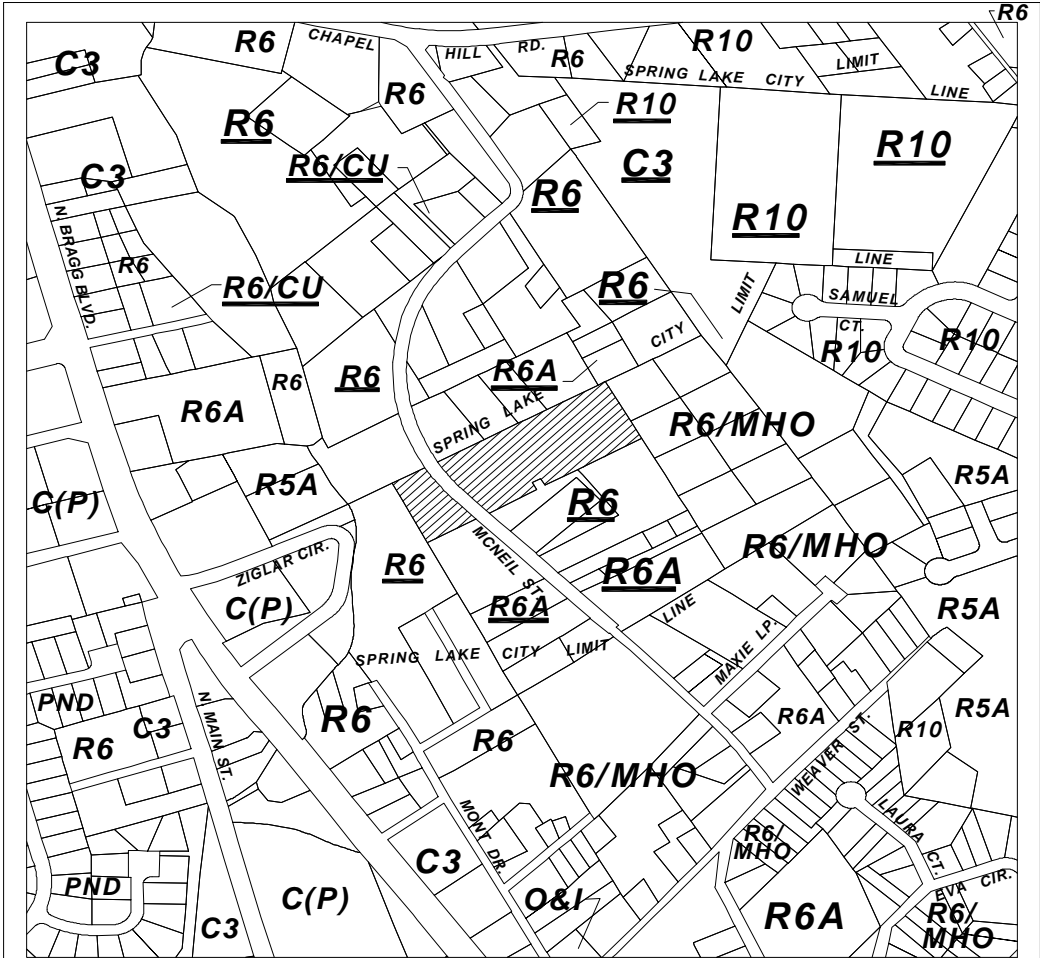 R6
C3
R6
CHAPEL
HILL
RD.
R6
R10
LIMIT
SPRING LAKE CITY
LINE
R6
R6
R10
R10
C3
R6/CU
C3
R6
R10
N. BRAGG BLVD.
R6
LINE
R6/CU
R6
LIMIT
SAMUEL
CT.
CITY
R10
R10
R6
R6
R6A
R6A
SPRING LAKE
R6/MHO
R5A
R5A
C(P)
R6
R6/MHO
ZIGLAR CIR.
MCNEIL ST.
R6
R6A
C(P)
R6A
LINE
R5A
SPRING LAKE CITY LIMIT
MAXIE LP.
PND
N. MAIN ST.
C3
R6
R6
R6A
R5A
R10
R6
R6/MHO
WEAVER ST.
MONT DR.
LAURA CT.
R6/
MHO
C3
PND
C(P)
O&I
EVA CIR.
R6A
R6/
MHO
C3